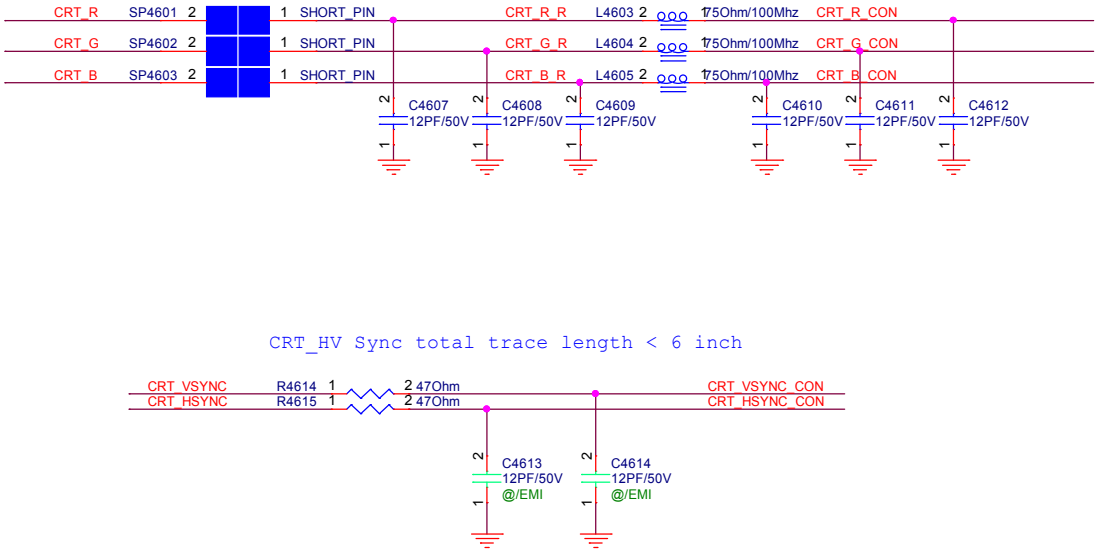 CRT_R SP4601 2 1 SHORT_PIN CRT_R_R L4603 2 1 75Ohm/100Mhz CRT_R_CON
CRT_G SP4602 2 1 SHORT_PIN CRT_G_R L4604 2 1 75Ohm/100Mhz CRT_G_CON
CRT_B SP4603 2 1 SHORT_PIN CRT_B_R L4605 2 1 75Ohm/100Mhz CRT_B_CON
2 C4607 2 C4608 2 C4609 2 C4610 2 C4611 2 C4612
12PF/50V 12PF/50V 12PF/50V 12PF/50V 12PF/50V 12PF/50V
1 1 1 1 1 1
CRT_HV Sync total trace length < 6 inch
CRT_VSYNC R4614 1 2 47Ohm CRT_VSYNC_CON
CRT_HSYNC R4615 1 2 47Ohm CRT_HSYNC_CON
2 C4613 2 C4614
12PF/50V 12PF/50V
1 @/EMI 1 @/EMI